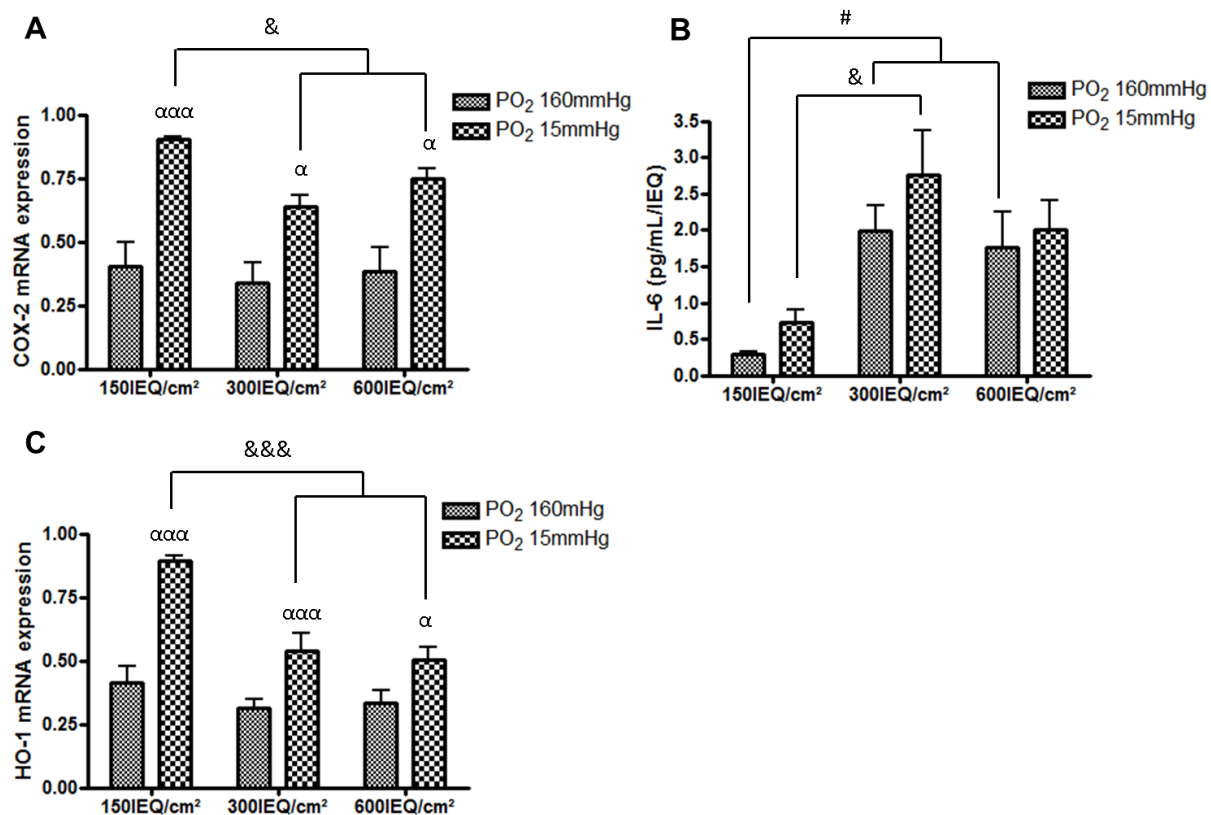 A
&
PO2 160mmHg
PO2 15mmHg
COX-2 mRNA expression
1.00
0.75
0.50
0.25
0.00
ααα
α
α
150IEQ/cm²
300IEQ/cm²
600IEQ/cm²
B
#
&
PO2 160mmHg
PO2 15mmHg
IL-6 (pg/mL/IEQ)
3.5
3.0
2.5
2.0
1.5
1.0
0.5
0.0
150IEQ/cm²
300IEQ/cm²
600IEQ/cm²
C
&&&
PO2 160mHg
PO2 15mmHg
HO-1 mRNA expression
1.00
0.75
0.50
0.25
0.00
ααα
ααα
α
150IEQ/cm²
300IEQ/cm²
600IEQ/cm²